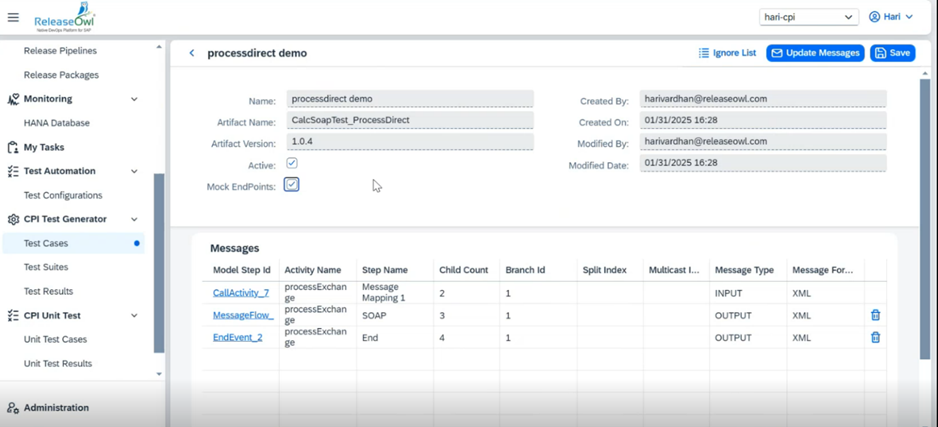 ReleaseOwl
Native DevOps Platform for SAP
hari-cpi
Hari
Release Pipelines
Release Packages
Monitoring
HANA Database
My Tasks
Test Automation
Test Configurations
CPI Test Generator
Test Cases
Test Suites
Test Results
CPI Unit Test
Unit Test Cases
Unit Test Results
Administration
processdirect demo
Ignore List
Update Messages
Save
Name: processdirect demo
Artifact Name: CalcSoapTest_ProcessDirect
Artifact Version: 1.0.4
Active:
Mock EndPoints:
Created By: harivardhan@releaseowl.com
Created On: 01/31/2025 16:28
Modified By: harivardhan@releaseowl.com
Modified Date: 01/31/2025 16:28
Messages
Model Step Id Activity Name Step Name Child Count Branch Id Split Index Multicast I... Message Type Message For...
CallActivity_7 processExchan Message 2 1 INPUT XML
ge Mapping 1
MessageFlow_ processExchan SOAP 3 1 OUTPUT XML
ge
EndEvent_2 processExchan End 4 1 OUTPUT XML
ge